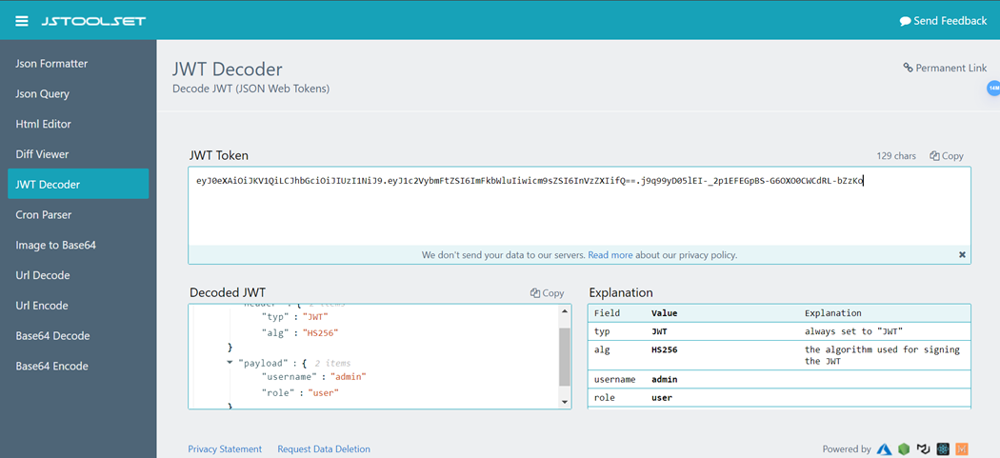 JSTOOLSET
Send Feedback
Json Formatter
Json Query
Html Editor
Diff Viewer
JWT Decoder
Cron Parser
Image to Base64
Url Decode
Url Encode
Base64 Decode
Base64 Encode
JWT Decoder
Permanent Link
Decode JWT (JSON Web Tokens)
14M
JWT Token
129 chars Copy
eyJ0eXAiOiJKV1QiLCJhbGciOiJIUzI1NiJ9.eyJ1c2VybmFtZSI6ImFkbWluIiwicm9sZSI6InVzZXIifQ==.j9q99yD05lEI-_2p1EFEGpBS-G6OXO0CWCdRL-bZzKo
We don't send your data to our servers. Read more about our privacy policy.
Decoded JWT Copy
"header" : { 2 items
"typ" : "JWT"
"alg" : "HS256"
}
"payload" : { 2 items
"username" : "admin"
"role" : "user"
}
Explanation
Field Value Explanation
typ JWT always set to "JWT"
alg HS256 the algorithm used for signing
the JWT
username admin
role user
Privacy Statement Request Data Deletion
Powered by